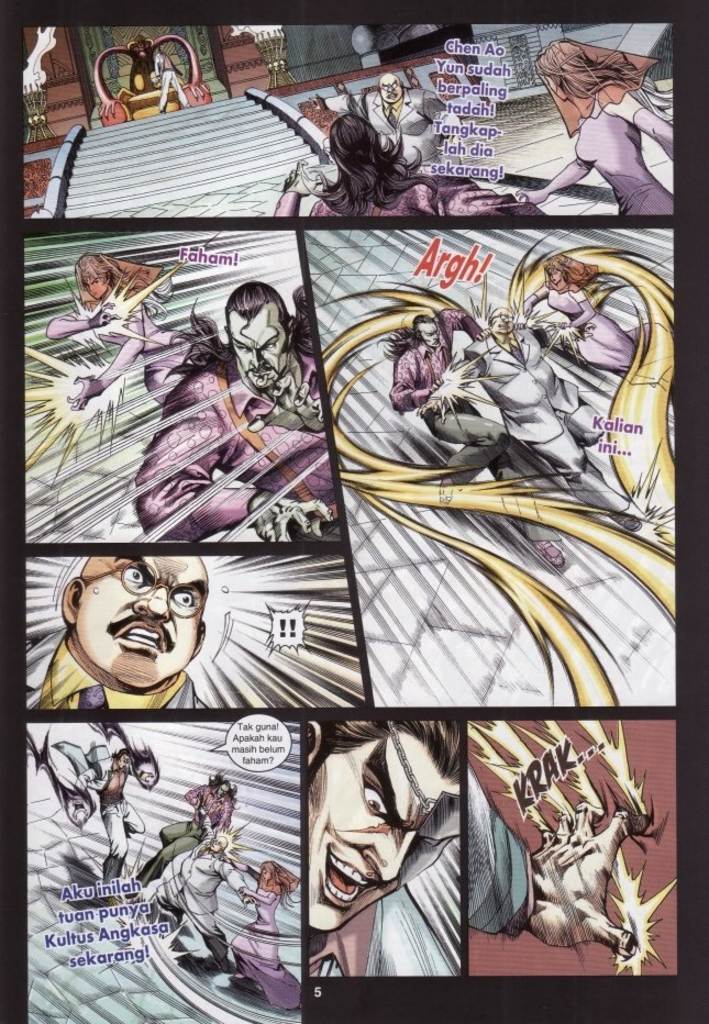 Chen Ao
Yun sudah
berpaling
tadah!
Tangkap-
lah dia
sekarang!
Faham!
Argh!
Kalian
ini...
!!
Tak guna!
Apakah kau
masih belum
faham?
Aku inilah
tuan punya
Kultus Angkasa
sekarang!
KRAK...
5